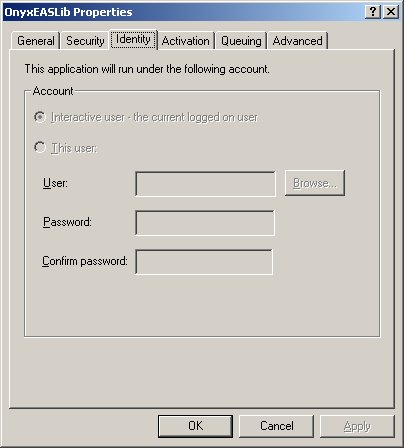 OnyxEASLib Properties
General Security Identity Activation Queuing Advanced
This application will run under the following account.
Account
Interactive user - the current logged on user
This user:
User:
Browse...
Password:
Confirm password:
OK Cancel Apply